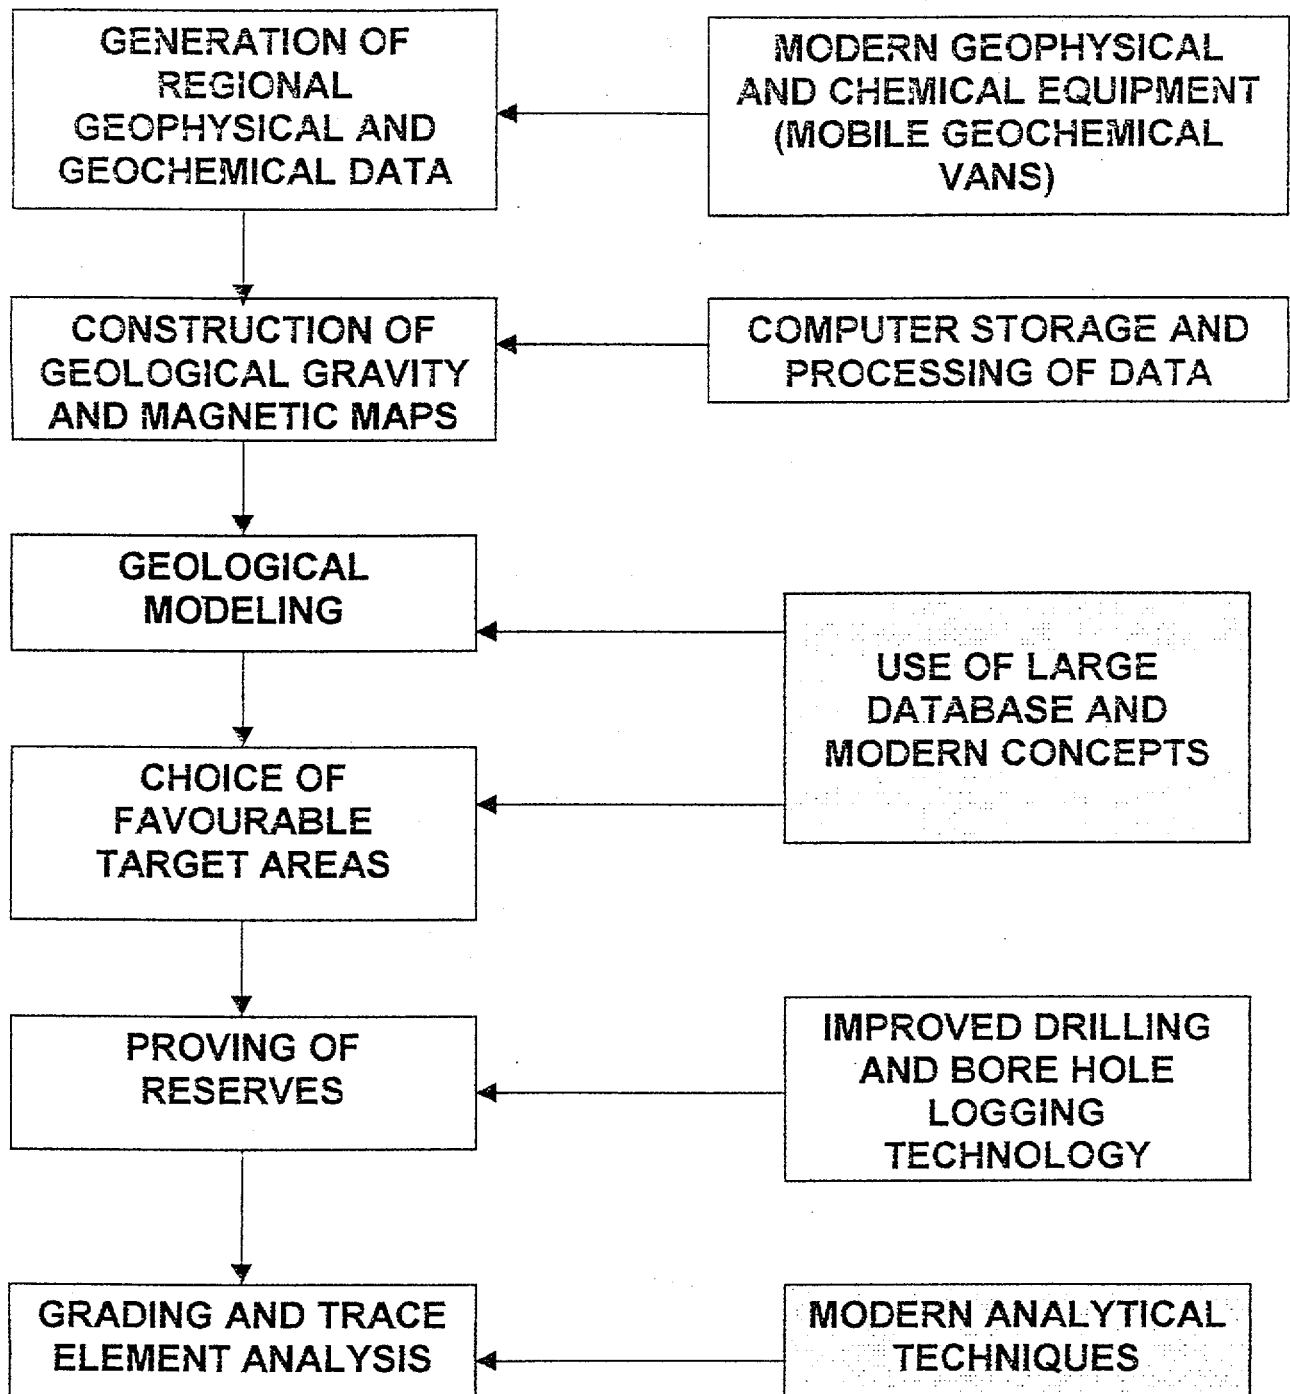 GENERATION OF
REGIONAL
GEOPHYSICAL AND
GEOCHEMICAL DATA
MODERN GEOPHYSICAL
AND CHEMICAL EQUIPMENT
(MOBILE GEOCHEMICAL
VANS)
CONSTRUCTION OF
GEOLOGICAL GRAVITY
AND MAGNETIC MAPS
COMPUTER STORAGE AND
PROCESSING OF DATA
GEOLOGICAL
MODELING
USE OF LARGE
DATABASE AND
MODERN CONCEPTS
CHOICE OF
FAVOURABLE
TARGET AREAS
PROVING OF
RESERVES
IMPROVED DRILLING
AND BORE HOLE
LOGGING
TECHNOLOGY
GRADING AND TRACE
ELEMENT ANALYSIS
MODERN ANALYTICAL
TECHNIQUES